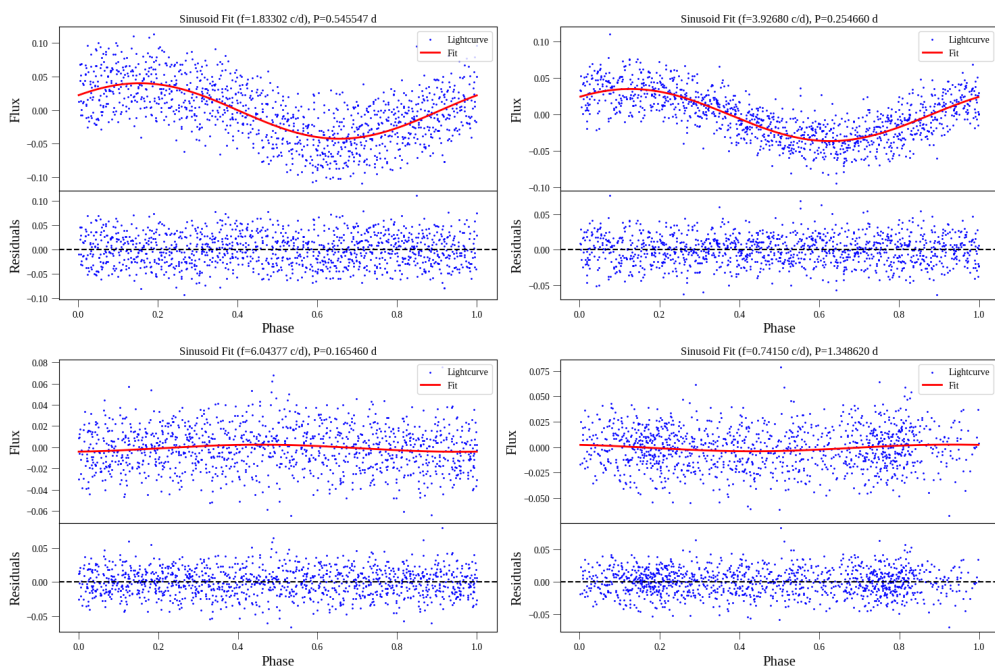 Sinusoid Fit (f=1.83302 c/d), P=0.545547 d
Lightcurve
Fit
Flux
0.10
0.05
0.00
−0.05
−0.10
Residuals
0.10
0.05
0.00
−0.05
−0.10
0.0 0.2 0.4 0.6 0.8 1.0
Phase
Sinusoid Fit (f=3.92680 c/d), P=0.254660 d
Lightcurve
Fit
Flux
0.10
0.05
0.00
−0.05
−0.10
Residuals
0.05
0.00
−0.05
0.0 0.2 0.4 0.6 0.8 1.0
Phase
Sinusoid Fit (f=6.04377 c/d), P=0.165460 d
Lightcurve
Fit
Flux
0.08
0.06
0.04
0.02
0.00
−0.02
−0.04
−0.06
Residuals
0.05
0.00
−0.05
0.0 0.2 0.4 0.6 0.8 1.0
Phase
Sinusoid Fit (f=0.74150 c/d), P=1.348620 d
Lightcurve
Fit
Flux
0.075
0.050
0.025
0.000
−0.025
−0.050
Residuals
0.05
0.00
−0.05
0.0 0.2 0.4 0.6 0.8 1.0
Phase